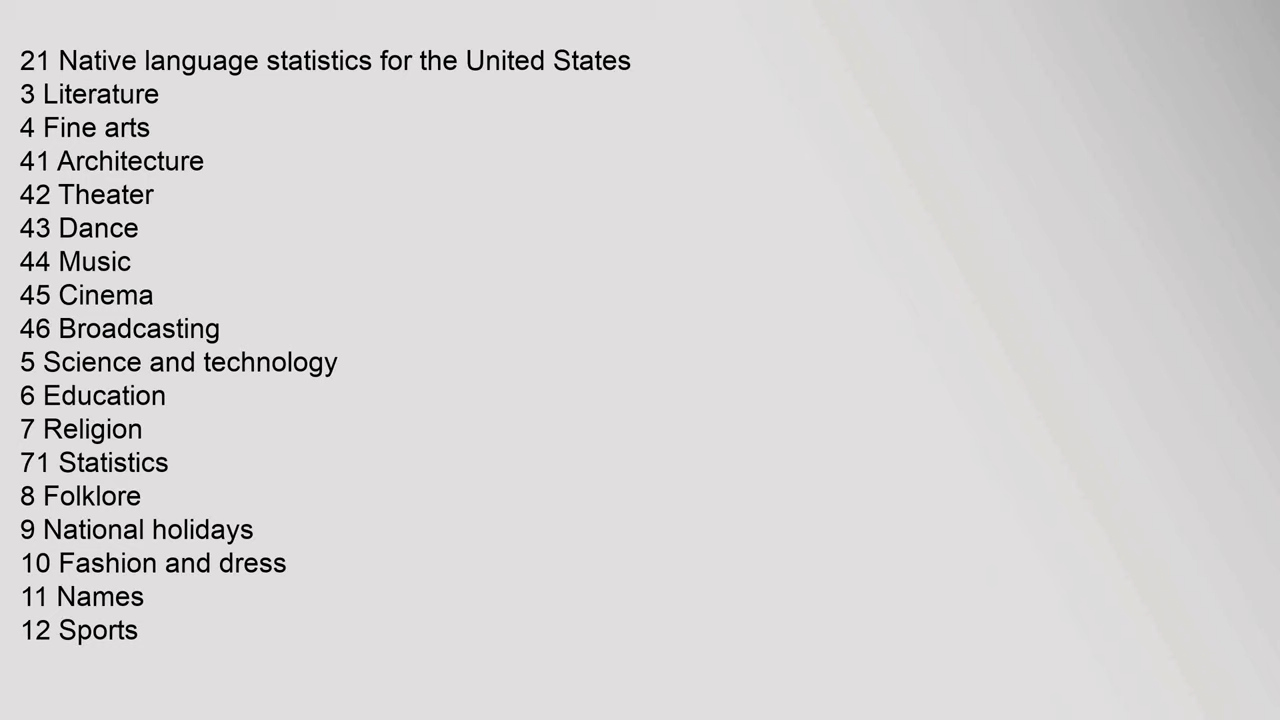 21 Native language statistics for the United States
3 Literature
4 Fine arts
41 Architecture
42 Theater
43 Dance
44 Music
45 Cinema
46 Broadcasting
5 Science and technology
6 Education
7 Religion
71 Statistics
8 Folklore
9 National holidays
10 Fashion and dress
11 Names
12 Sports